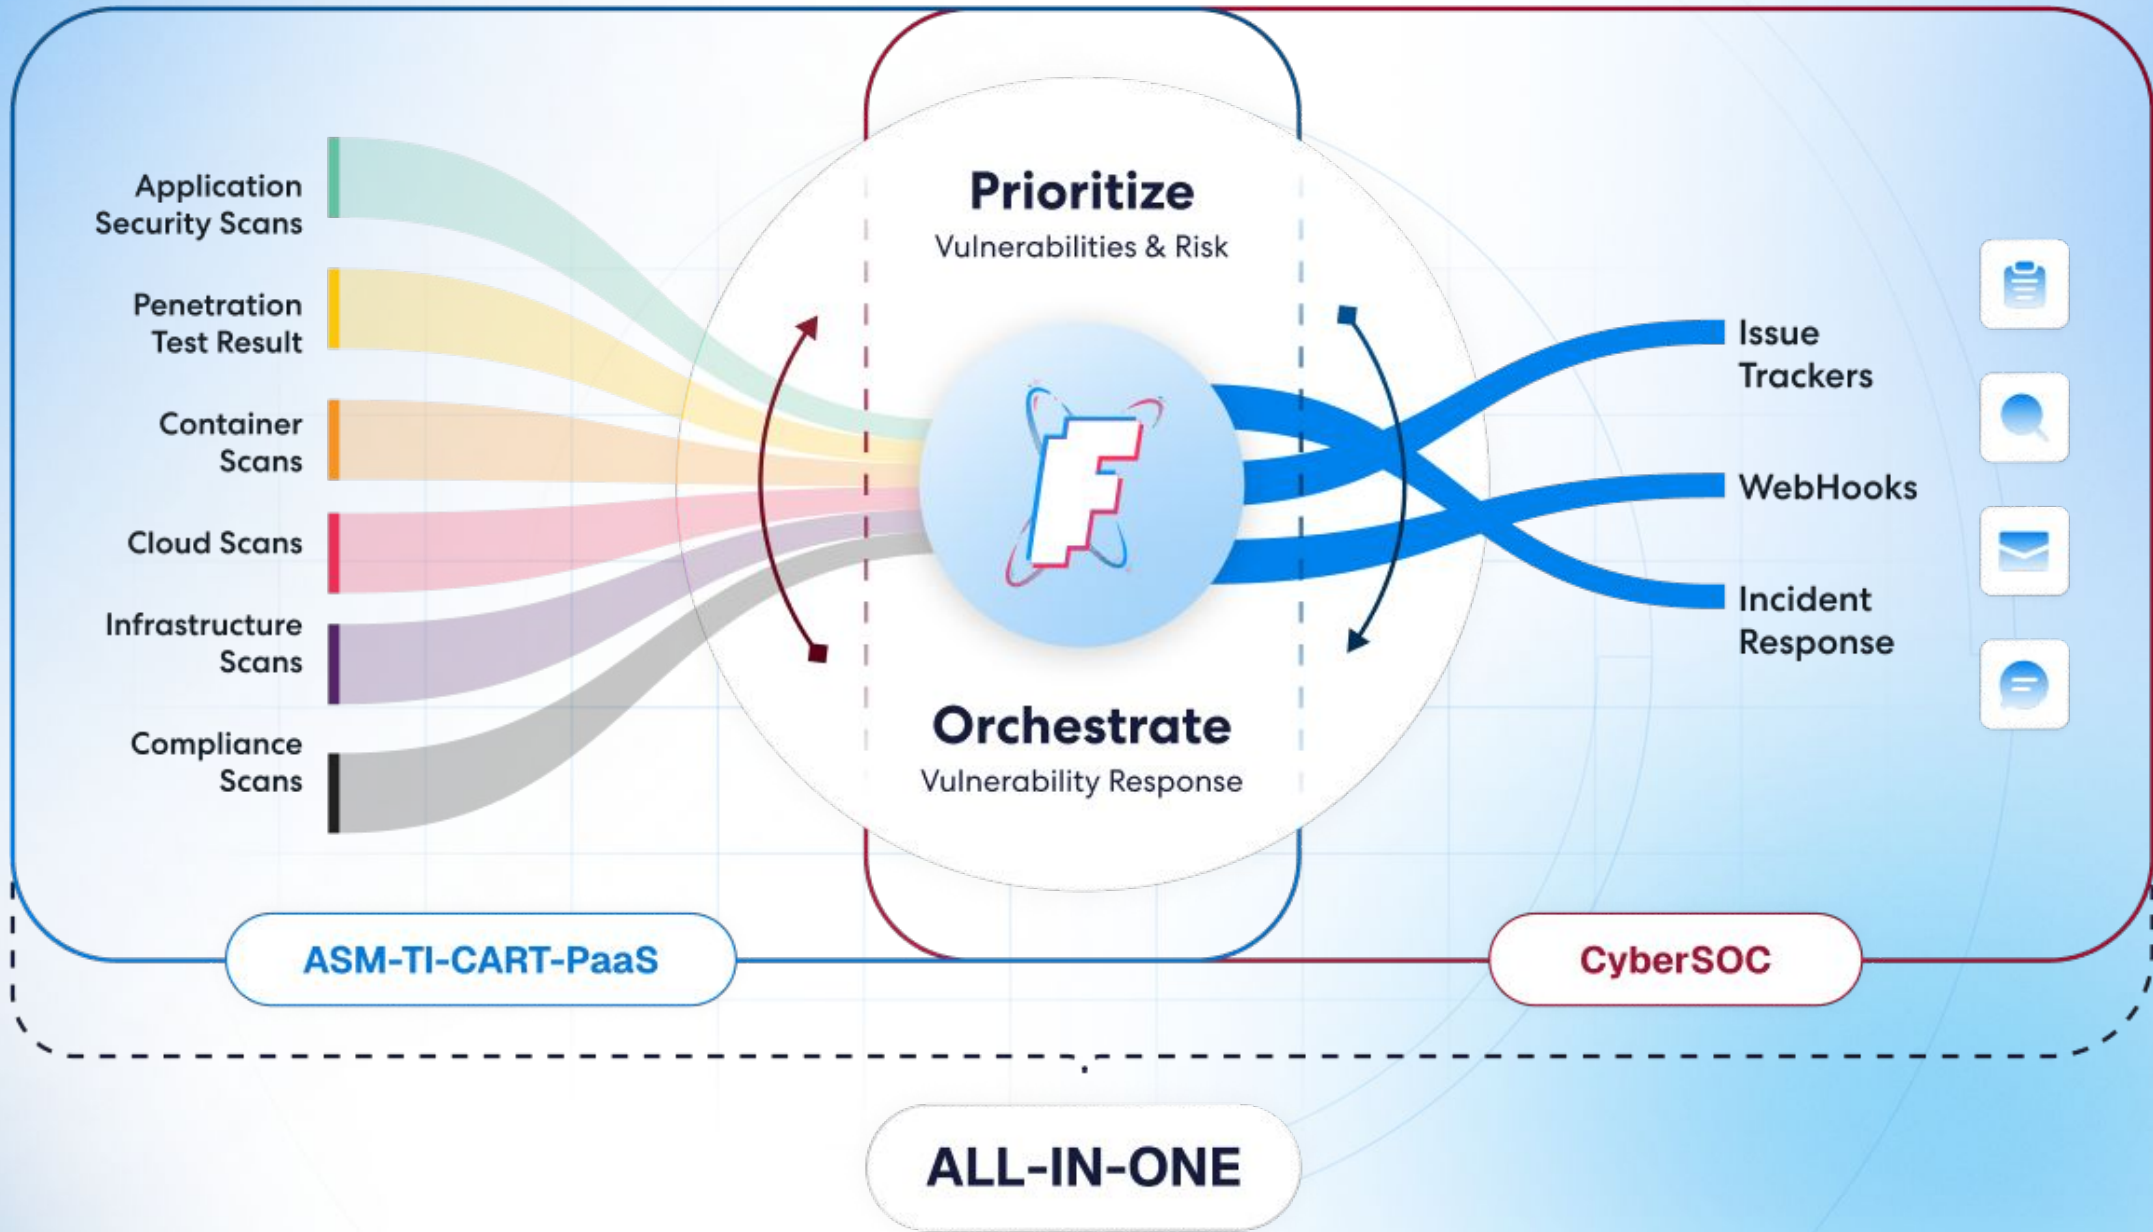 Application
Security Scans
Penetration
Test Result
Container
Scans
Cloud Scans
Infrastructure
Scans
Compliance
Scans
Prioritize
Vulnerabilities & Risk
F
Orchestrate
Vulnerability Response
Issue
Trackers
WebHooks
Incident
Response
ASM-TI-CART-PaaS
CyberSOC
ALL-IN-ONE